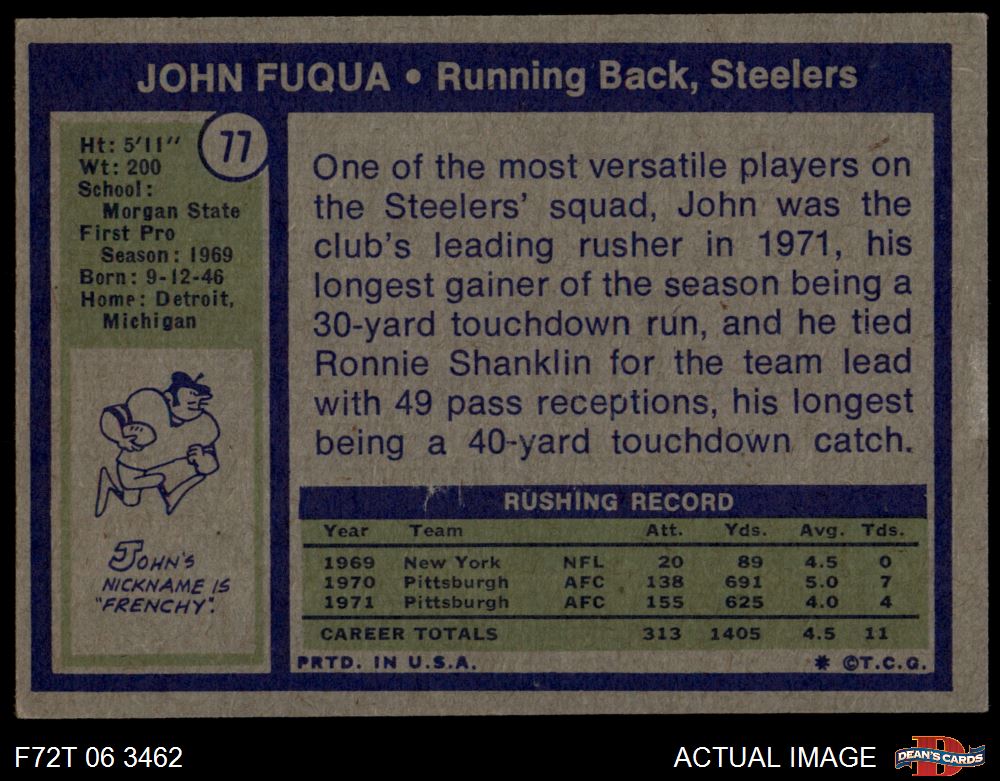 JOHN FUQUA • Running Back, Steelers
77
Ht: 5'11"
Wt: 200
School:
Morgan State
First Pro
Season: 1969
Born: 9-12-46
Home: Detroit,
Michigan
JOHN'S
NICKNAME IS
"FRENCHY".
One of the most versatile players on
the Steelers' squad, John was the
club's leading rusher in 1971, his
longest gainer of the season being a
30-yard touchdown run, and he tied
Ronnie Shanklin for the team lead
with 49 pass receptions, his longest
being a 40-yard touchdown catch.
RUSHING RECORD
Year Team Att. Yds. Avg. Tds.
1969 New York NFL 20 89 4.5 0
1970 Pittsburgh AFC 138 691 5.0 7
1971 Pittsburgh AFC 155 625 4.0 4
CAREER TOTALS 313 1405 4.5 11
PRTD. IN U.S.A. * ©T.C.G.
F72T 06 3462 ACTUAL IMAGE DEAN'S CARDS